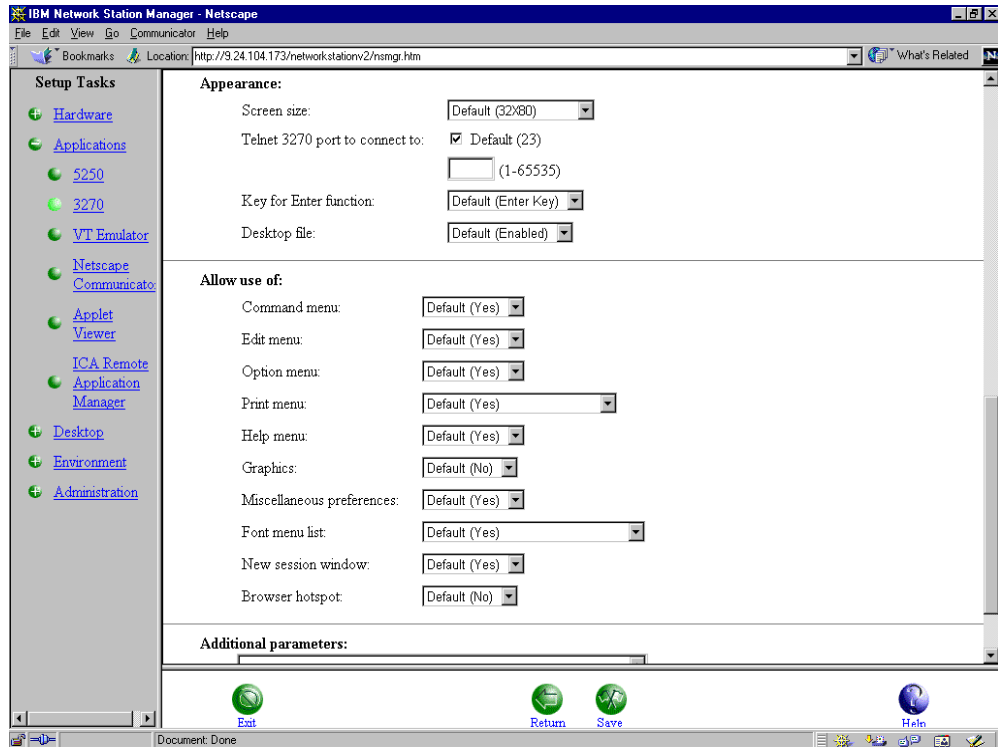 IBM Network Station Manager - Netscape
File Edit View Go Communicator Help
Bookmarks Location: http://9.24.104.173/networkstationv2/nsmgr.htm What's Related N
Setup Tasks
Hardware
Applications
5250
3270
VT Emulator
Netscape
Communicato
Applet
Viewer
ICA Remote
Application
Manager
Desktop
Environment
Administration
Appearance:
Screen size: Default (32X80)
Telnet 3270 port to connect to: Default (23)
(1-65535)
Key for Enter function: Default (Enter Key)
Desktop file: Default (Enabled)
Allow use of:
Command menu: Default (Yes)
Edit menu: Default (Yes)
Option menu: Default (Yes)
Print menu: Default (Yes)
Help menu: Default (Yes)
Graphics: Default (No)
Miscellaneous preferences: Default (Yes)
Font menu list: Default (Yes)
New session window: Default (Yes)
Browser hotspot: Default (No)
Additional parameters:
Exit Return Save Help
Document: Done